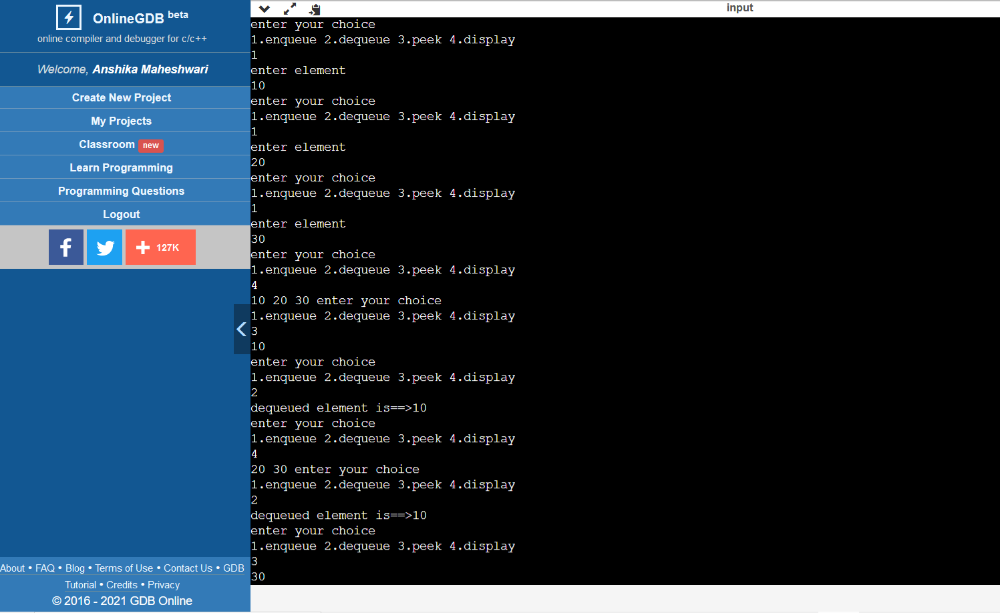 OnlineGDB beta
online compiler and debugger for c/c++
Welcome, Anshika Maheshwari
Create New Project
My Projects
Classroom new
Learn Programming
Programming Questions
Logout
127K
About • FAQ • Blog • Terms of Use • Contact Us • GDB
Tutorial • Credits • Privacy
© 2016 - 2021 GDB Online
input
enter your choice
1.enqueue 2.dequeue 3.peek 4.display
1
enter element
10
enter your choice
1.enqueue 2.dequeue 3.peek 4.display
1
enter element
20
enter your choice
1.enqueue 2.dequeue 3.peek 4.display
1
enter element
30
enter your choice
1.enqueue 2.dequeue 3.peek 4.display
4
10 20 30 enter your choice
1.enqueue 2.dequeue 3.peek 4.display
3
10
enter your choice
1.enqueue 2.dequeue 3.peek 4.display
2
dequeued element is==>10
enter your choice
1.enqueue 2.dequeue 3.peek 4.display
4
20 30 enter your choice
1.enqueue 2.dequeue 3.peek 4.display
2
dequeued element is==>10
enter your choice
1.enqueue 2.dequeue 3.peek 4.display
3
30